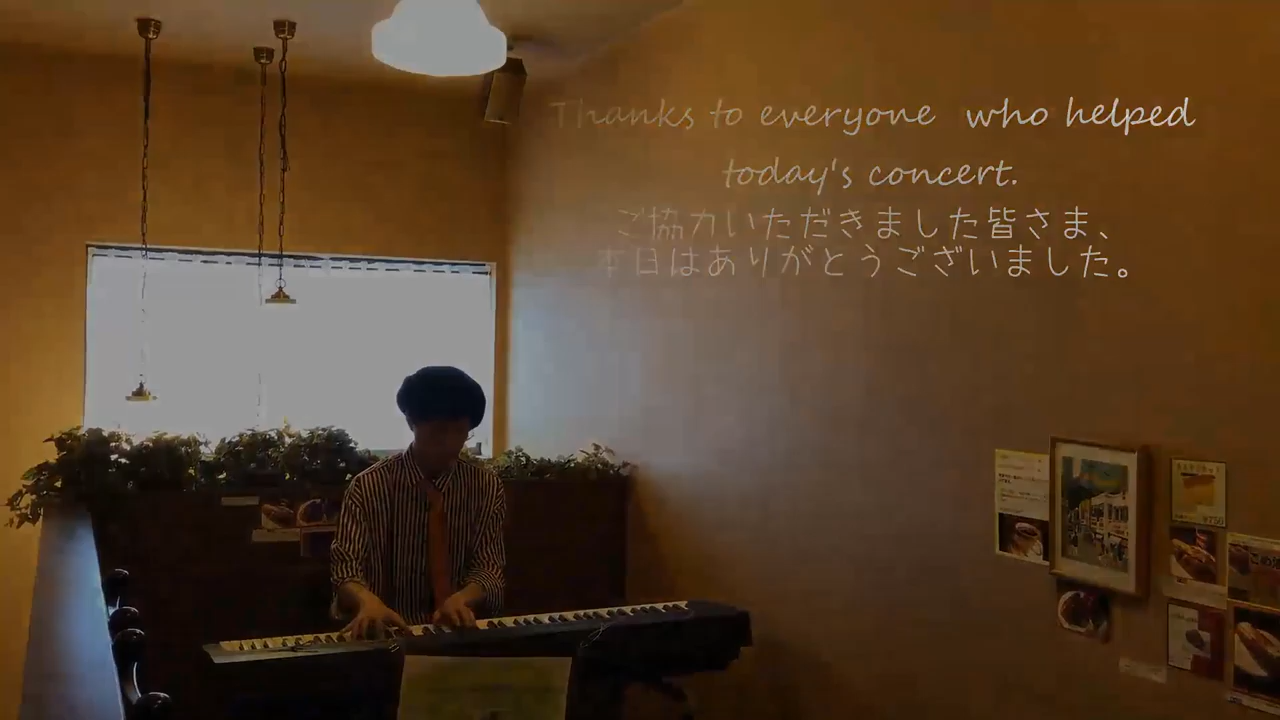 Thanks to everyone who helped
today's concert.
ご協力いただきました皆さま、
本日はありがとうございました。